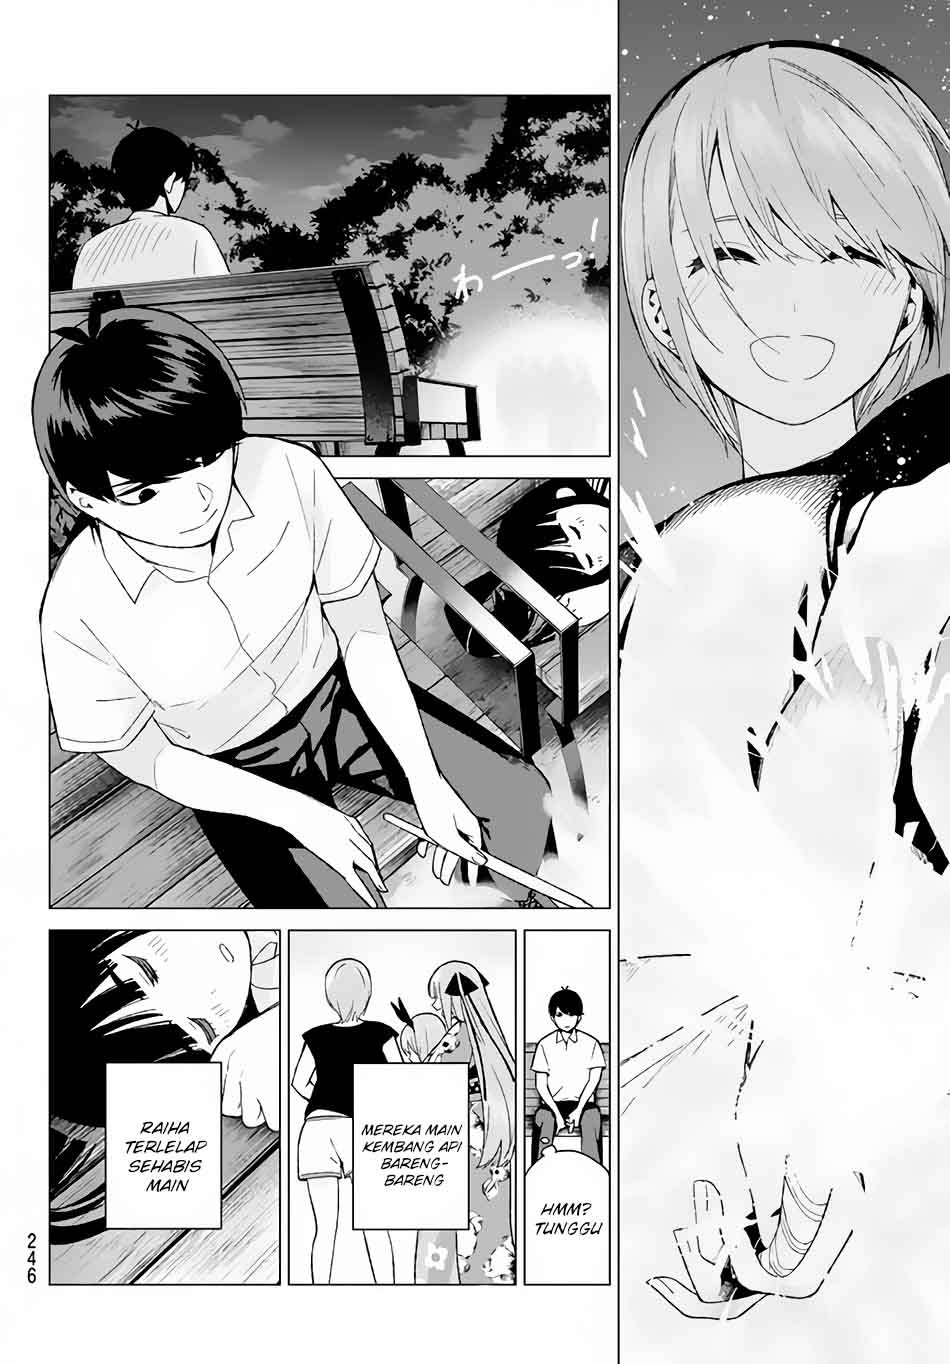 わーっ!
RAIHA
TERLELAP
SEHABIS
MAIN
MEREKA MAIN
KEMBANG API
BARENG-
BARENG
HMM?
TUNGGU
246